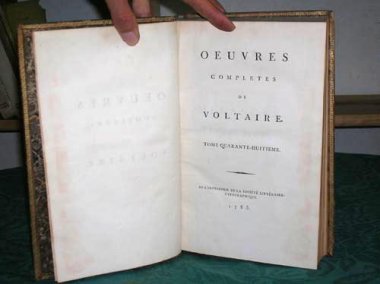 OEUVRES
COMPLETES
DE
VOLTAIRE.
TOME QUARANTE-HUITIEME.
DE L'IMPRIMERIE DE LA SOCIÉTÉ LITTÉRAIRE-
TYPOGRAPHIQUE.
1785.